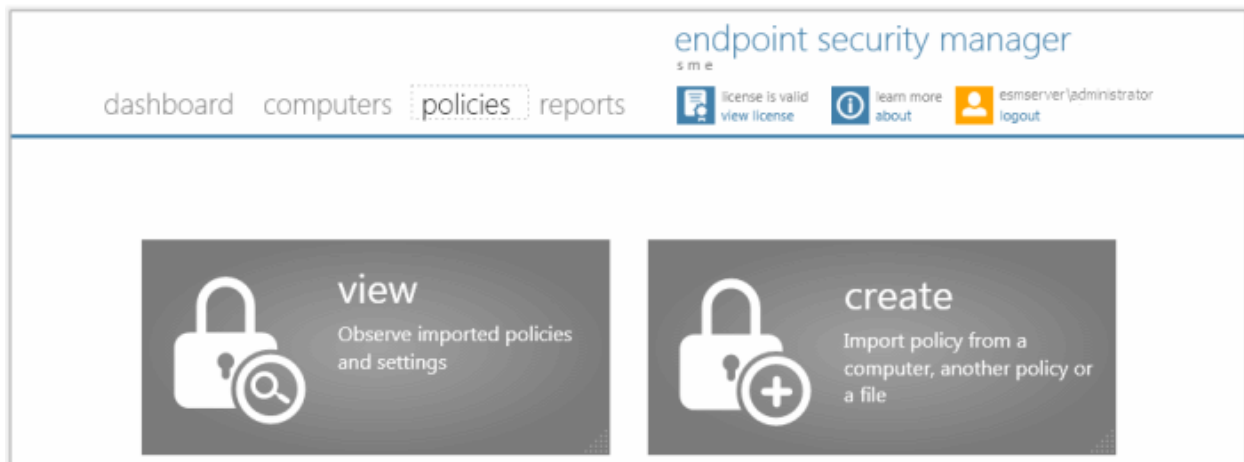 endpoint security manager
sme
dashboard computers policies reports
license is valid
view license
learn more
about
esmserver\administrator
logout
view
Observe imported policies
and settings
create
Import policy from a
computer, another policy or
a file